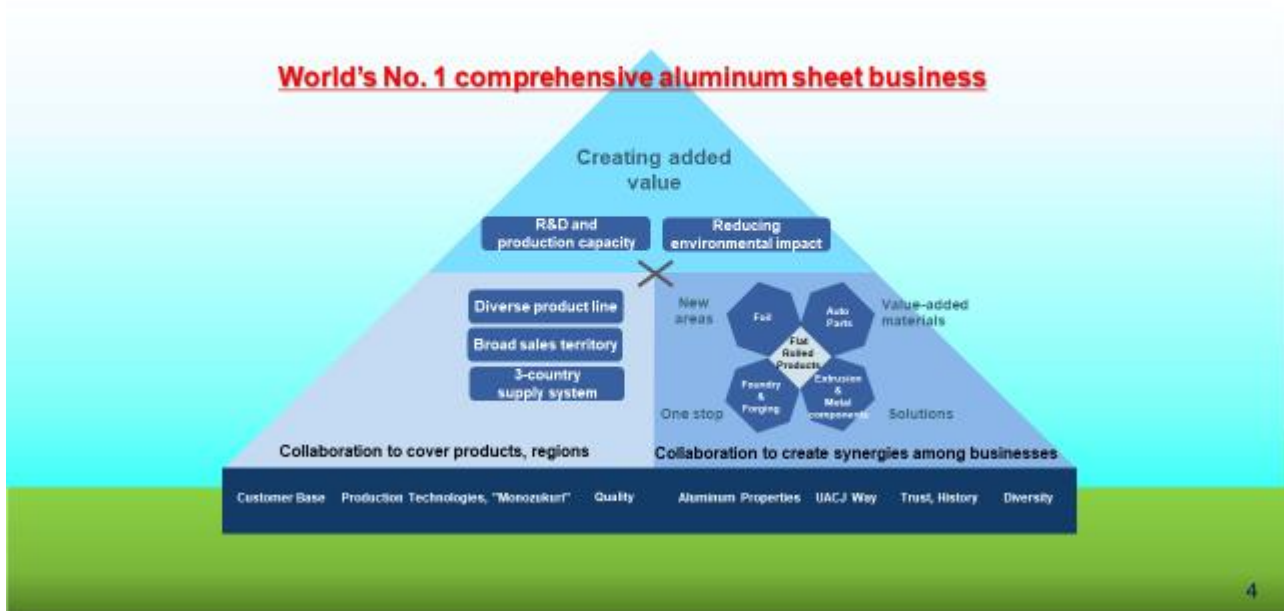 World's No. 1 comprehensive aluminum sheet business
Creating added
value
R&D and
production capacity
Reducing
environmental impact
Diverse product line
Broad sales territory
3-country
supply system
New
areas
Foil
Auto
Parts
Value-added
materials
Flat
Rolled
Products
Foundry
&
Forging
Extrusion
&
Metal
components
One stop
Solutions
Collaboration to cover products, regions
Collaboration to create synergies among businesses
Customer Base
Production Technologies, "Monozukuri"
Quality
Aluminum Properties
UACJ Way
Trust, History
Diversity
4